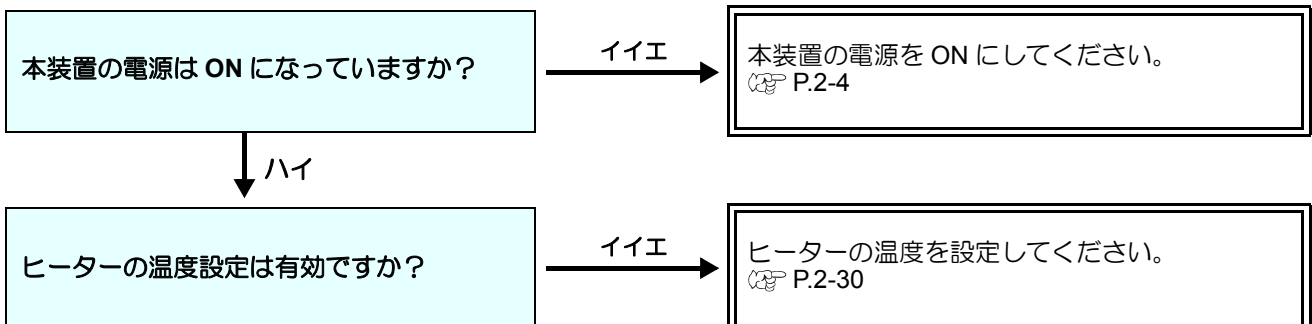 本装置の電源は ON になっていますか？
イイエ
本装置の電源を ON にしてください。
☞ P.2-4
ハイ
ヒーターの温度設定は有効ですか？
イイエ
ヒーターの温度を設定してください。
☞ P.2-30